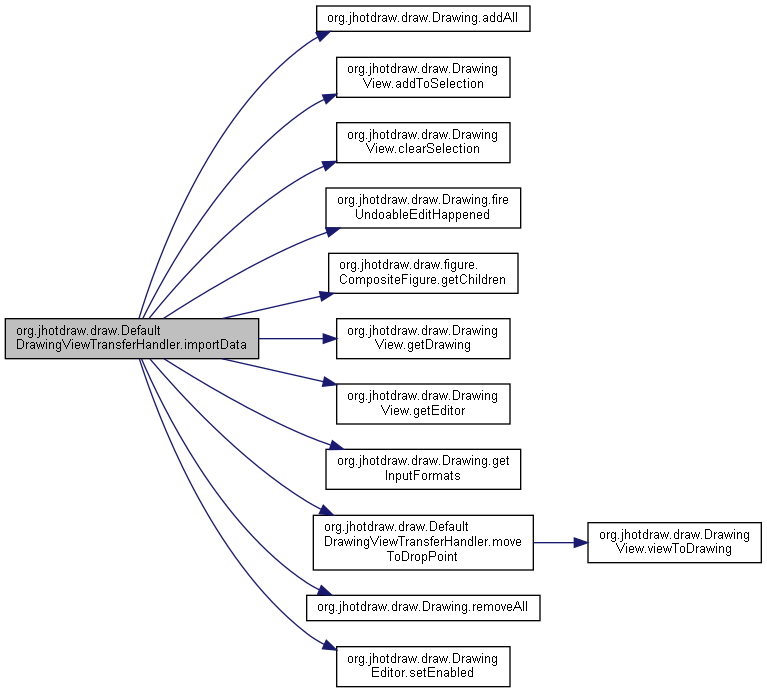 org.jhotdraw.draw.Drawing.addAll
org.jhotdraw.draw.Drawing
View.addToSelection
org.jhotdraw.draw.Drawing
View.clearSelection
org.jhotdraw.draw.Drawing.fire
UndoableEditHappened
org.jhotdraw.draw.figure.
CompositeFigure.getChildren
org.jhotdraw.draw.Default
DrawingViewTransferHandler.importData
org.jhotdraw.draw.Drawing
View.getDrawing
org.jhotdraw.draw.Drawing
View.getEditor
org.jhotdraw.draw.Drawing.get
InputFormats
org.jhotdraw.draw.Default
DrawingViewTransferHandler.move
ToDropPoint
org.jhotdraw.draw.Drawing
View.viewToDrawing
org.jhotdraw.draw.Drawing.removeAll
org.jhotdraw.draw.Drawing
Editor.setEnabled